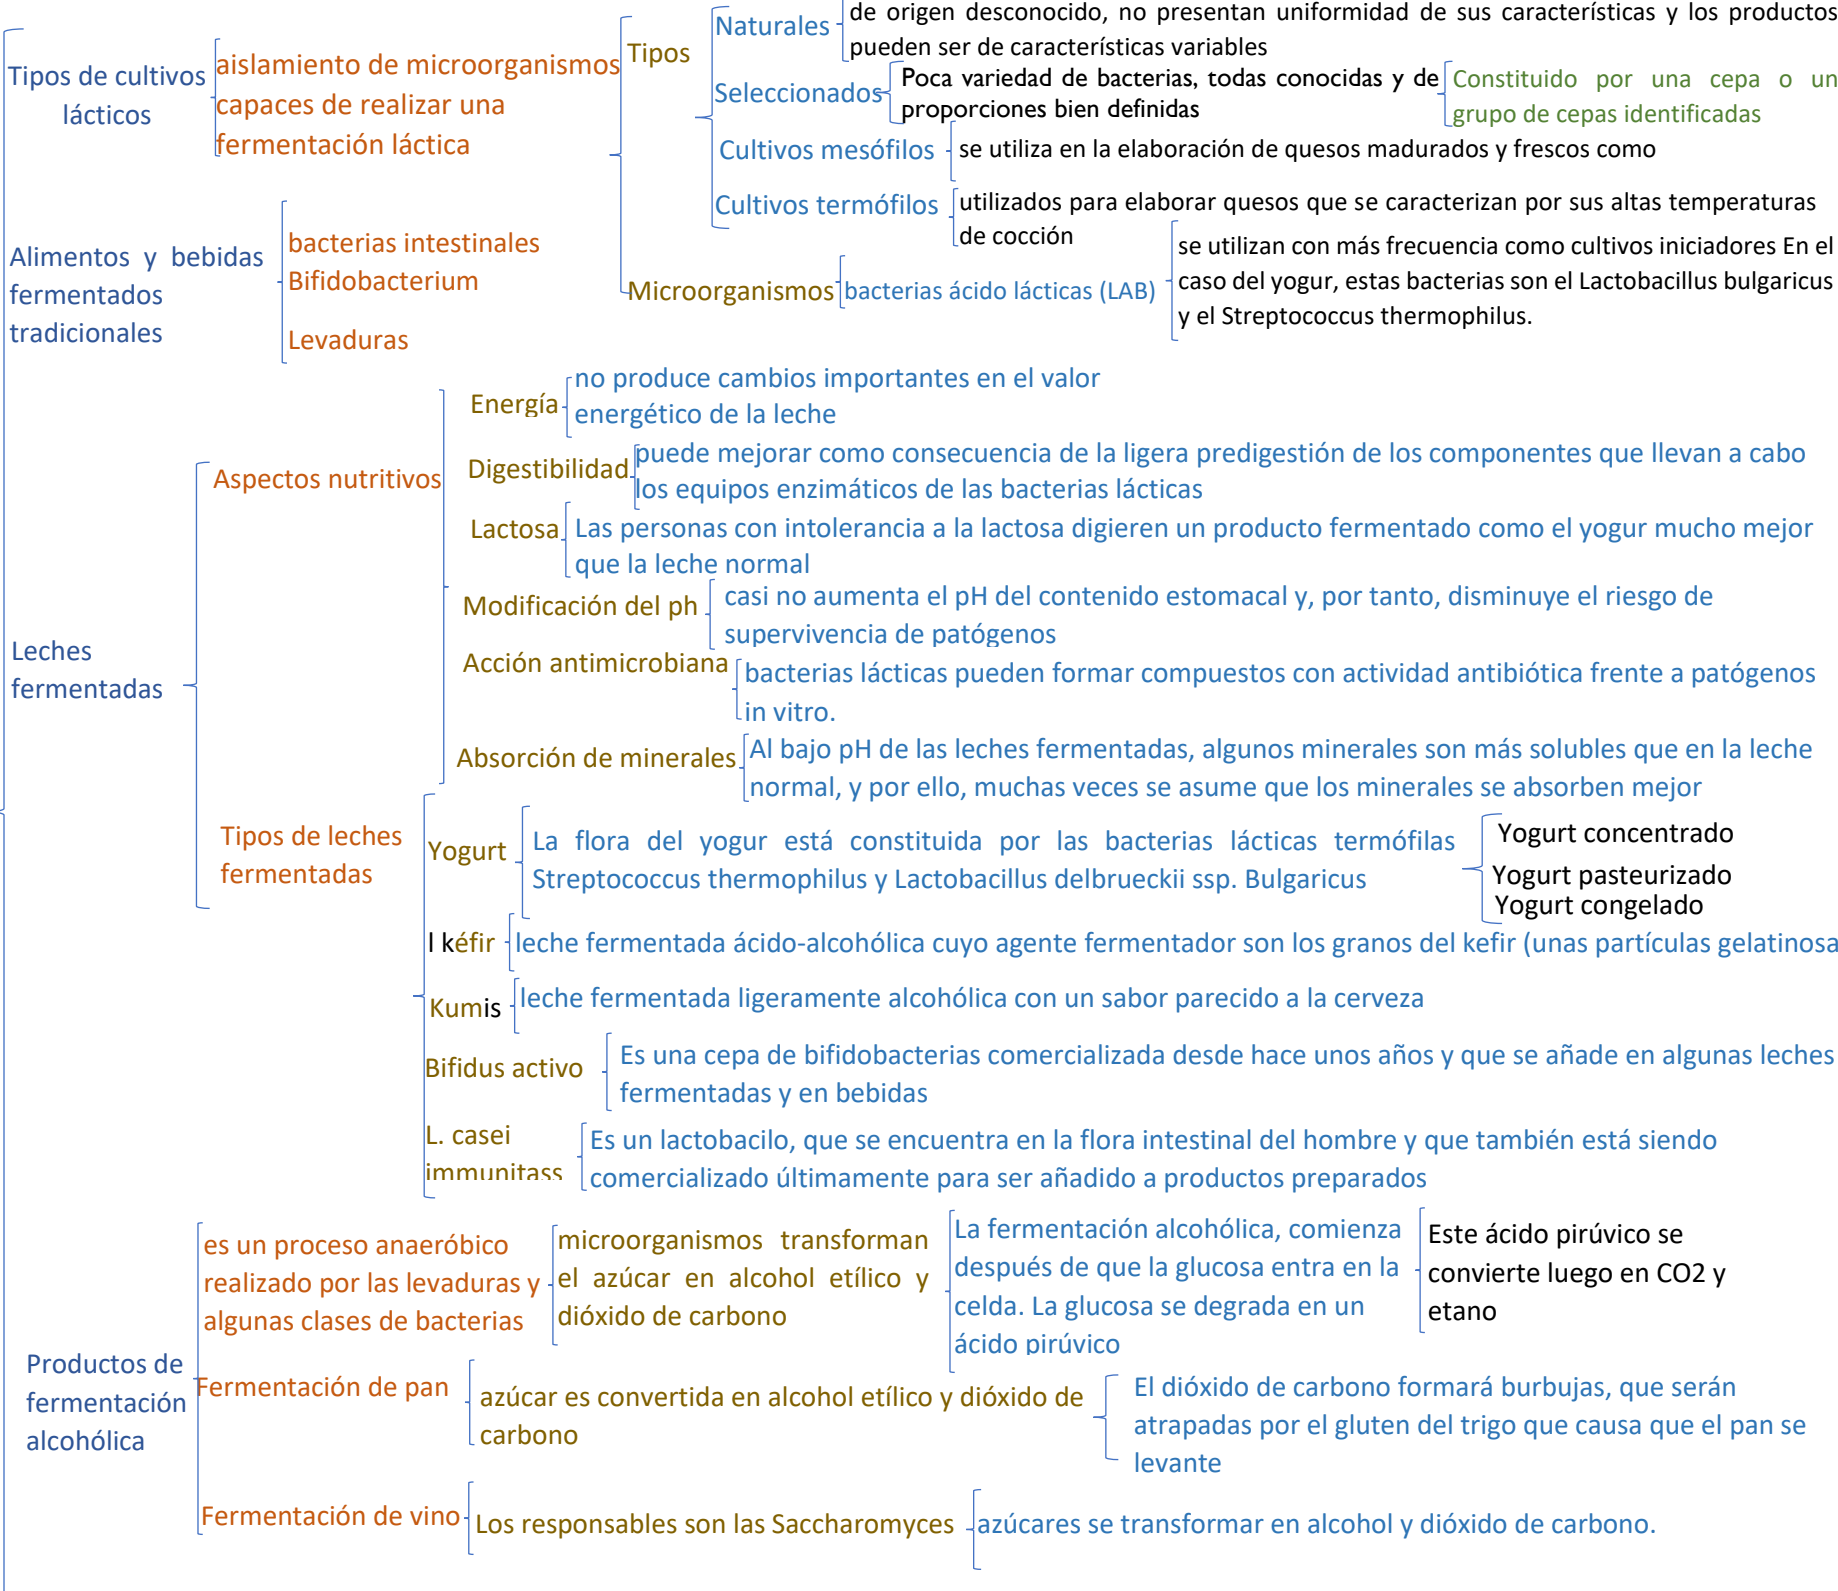 Tipos de cultivos
lácticos
aislamiento de microorganismos
capaces de realizar una
fermentación láctica
Tipos
Naturales
de origen desconocido, no presentan uniformidad de sus características y los productos
pueden ser de características variables
Seleccionados
Poca variedad de bacterias, todas conocidas y de
proporciones bien definidas
Constituido por una cepa o un
grupo de cepas identificadas
Cultivos mesófilos
se utiliza en la elaboración de quesos madurados y frescos como
Cultivos termófilos
utilizados para elaborar quesos que se caracterizan por sus altas temperaturas
de cocción
Microorganismos
bacterias ácido lácticas (LAB)
se utilizan con más frecuencia como cultivos iniciadores En el
caso del yogur, estas bacterias son el Lactobacillus bulgaricus
y el Streptococcus thermophilus.
Alimentos y bebidas
fermentados
tradicionales
bacterias intestinales
Bifidobacterium
Levaduras
Leches
fermentadas
Aspectos nutritivos
Energía
no produce cambios importantes en el valor
energético de la leche
Digestibilidad
puede mejorar como consecuencia de la ligera predigestión de los componentes que llevan a cabo
los equipos enzimáticos de las bacterias lácticas
Lactosa
Las personas con intolerancia a la lactosa digieren un producto fermentado como el yogur mucho mejor
que la leche normal
Modificación del ph
casi no aumenta el pH del contenido estomacal y, por tanto, disminuye el riesgo de
supervivencia de patógenos
Acción antimicrobiana
bacterias lácticas pueden formar compuestos con actividad antibiótica frente a patógenos
in vitro.
Absorción de minerales
Al bajo pH de las leches fermentadas, algunos minerales son más solubles que en la leche
normal, y por ello, muchas veces se asume que los minerales se absorben mejor
Tipos de leches
fermentadas
Yogurt
La flora del yogur está constituida por las bacterias lácticas termófilas
Streptococcus thermophilus y Lactobacillus delbrueckii ssp. Bulgaricus
Yogurt concentrado
Yogurt pasteurizado
Yogurt congelado
l kéfir
leche fermentada ácido-alcohólica cuyo agente fermentador son los granos del kefir (unas partículas gelatinosa
Kumis
leche fermentada ligeramente alcohólica con un sabor parecido a la cerveza
Bifidus activo
Es una cepa de bifidobacterias comercializada desde hace unos años y que se añade en algunas leches
fermentadas y en bebidas
L. casei
immunitass
Es un lactobacilo, que se encuentra en la flora intestinal del hombre y que también está siendo
comercializado últimamente para ser añadido a productos preparados
Productos de
fermentación
alcohólica
es un proceso anaeróbico
realizado por las levaduras y
algunas clases de bacterias
microorganismos transforman
el azúcar en alcohol etílico y
dióxido de carbono
La fermentación alcohólica, comienza
después de que la glucosa entra en la
celda. La glucosa se degrada en un
ácido pirúvico
Este ácido pirúvico se
convierte luego en CO2 y
etano
Fermentación de pan
azúcar es convertida en alcohol etílico y dióxido de
carbono
El dióxido de carbono formará burbujas, que serán
atrapadas por el gluten del trigo que causa que el pan se
levante
Fermentación de vino
Los responsables son las Saccharomyces
azúcares se transformar en alcohol y dióxido de carbono.